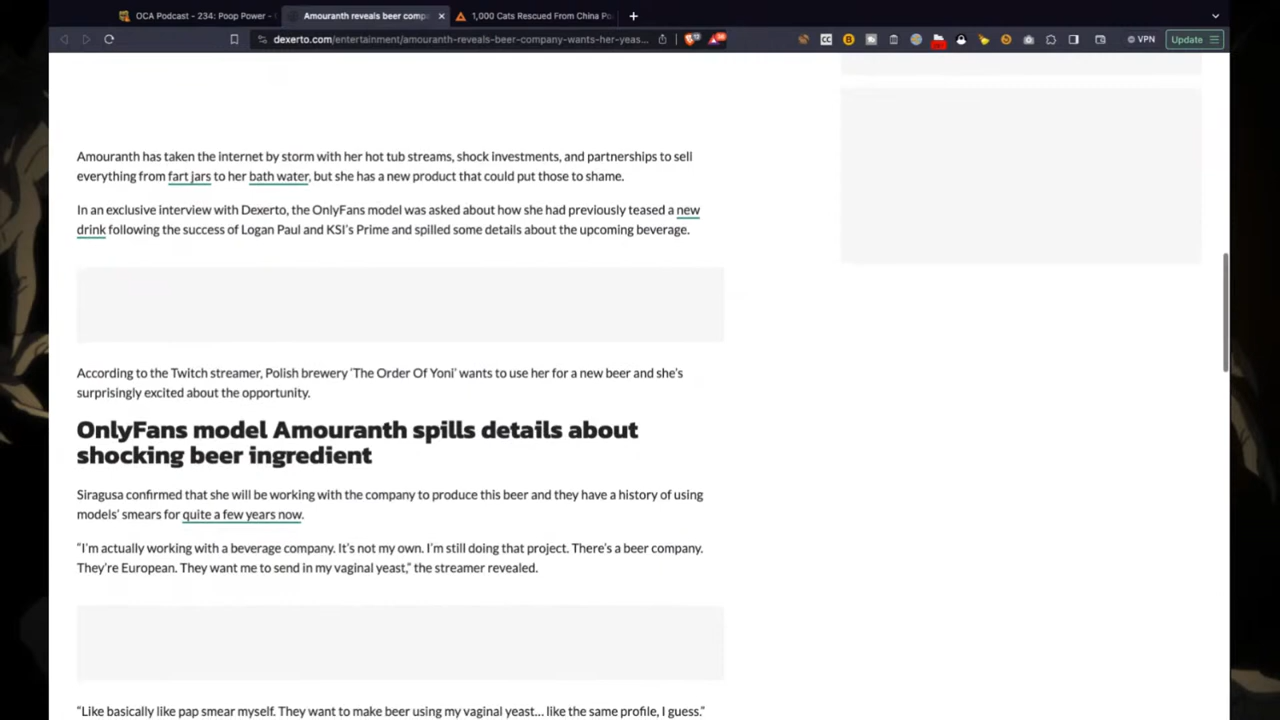 OCA Podcast - 234: Poop Power -
Amouranth reveals beer comp
1,000 Cats Rescued From China Po
dexerto.com/entertainment/amouranth-reveals-beer-company-wants-her-yeas...
VPN
Update
Amouranth has taken the internet by storm with her hot tub streams, shock investments, and partnerships to sell
everything from fart jars to her bath water, but she has a new product that could put those to shame.
In an exclusive interview with Dexerto, the OnlyFans model was asked about how she had previously teased a new
drink following the success of Logan Paul and KSI's Prime and spilled some details about the upcoming beverage.
According to the Twitch streamer, Polish brewery 'The Order Of Yoni' wants to use her for a new beer and she's
surprisingly excited about the opportunity.
OnlyFans model Amouranth spills details about
shocking beer ingredient
Siragusa confirmed that she will be working with the company to produce this beer and they have a history of using
models' smears for quite a few years now.
“I'm actually working with a beverage company. It's not my own. I'm still doing that project. There's a beer company.
They're European. They want me to send in my vaginal yeast,” the streamer revealed.
“Like basically like pap smear myself. They want to make beer using my vaginal yeast… like the same profile, I guess.”